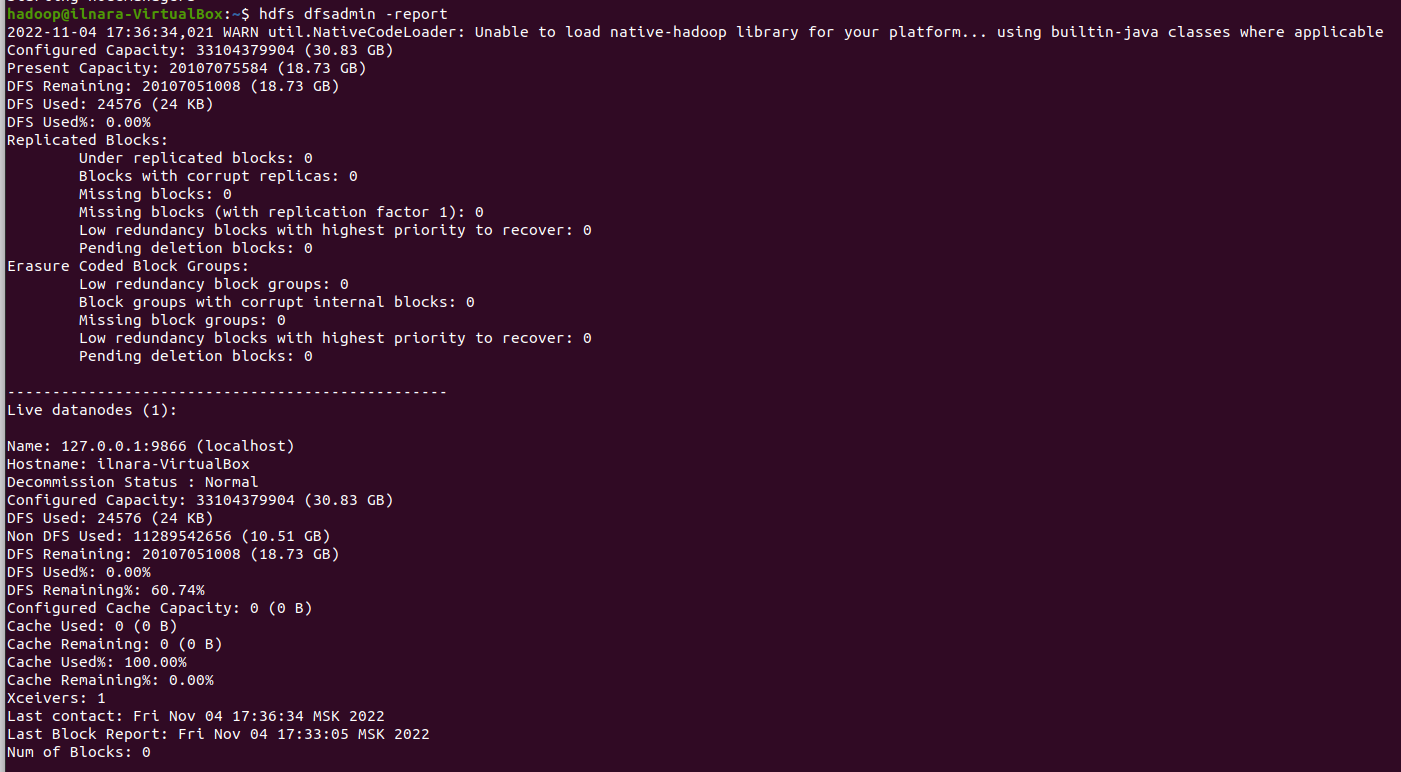 hadoop@ilnara-VirtualBox:~$ hdfs dfsadmin -report
2022-11-04 17:36:34,021 WARN util.NativeCodeLoader: Unable to load native-hadoop library for your platform... using builtin-java classes where applicable
Configured Capacity: 33104379904 (30.83 GB)
Present Capacity: 20107075584 (18.73 GB)
DFS Remaining: 20107051008 (18.73 GB)
DFS Used: 24576 (24 KB)
DFS Used%: 0.00%
Replicated Blocks:
        Under replicated blocks: 0
        Blocks with corrupt replicas: 0
        Missing blocks: 0
        Missing blocks (with replication factor 1): 0
        Low redundancy blocks with highest priority to recover: 0
        Pending deletion blocks: 0
Erasure Coded Block Groups:
        Low redundancy block groups: 0
        Block groups with corrupt internal blocks: 0
        Missing block groups: 0
        Low redundancy blocks with highest priority to recover: 0
        Pending deletion blocks: 0
-------------------------------------------------
Live datanodes (1):
Name: 127.0.0.1:9866 (localhost)
Hostname: ilnara-VirtualBox
Decommission Status : Normal
Configured Capacity: 33104379904 (30.83 GB)
DFS Used: 24576 (24 KB)
Non DFS Used: 11289542656 (10.51 GB)
DFS Remaining: 20107051008 (18.73 GB)
DFS Used%: 0.00%
DFS Remaining%: 60.74%
Configured Cache Capacity: 0 (0 B)
Cache Used: 0 (0 B)
Cache Remaining: 0 (0 B)
Cache Used%: 100.00%
Cache Remaining%: 0.00%
Xceivers: 1
Last contact: Fri Nov 04 17:36:34 MSK 2022
Last Block Report: Fri Nov 04 17:33:05 MSK 2022
Num of Blocks: 0